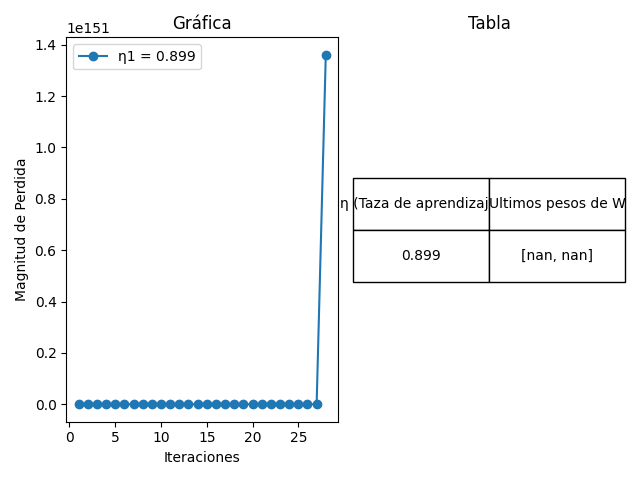 Gráfica
Tabla
1e151
η1 = 0.899
1.4
1.2
1.0
0.8
0.6
0.4
0.2
0.0
Magnitud de Perdida
0
5
10
15
20
25
Iteraciones
η (Taza de aprendizaj
Ultimos pesos de W
0.899
[nan, nan]